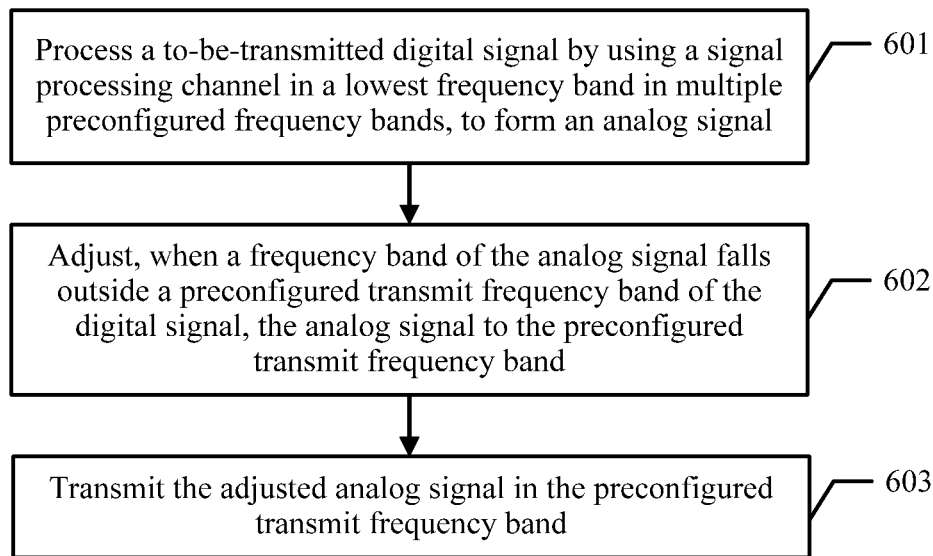 Process a to-be-transmitted digital signal by using a signal
processing channel in a lowest frequency band in multiple
preconfigured frequency bands, to form an analog signal
601
Adjust, when a frequency band of the analog signal falls
outside a preconfigured transmit frequency band of the
digital signal, the analog signal to the preconfigured
transmit frequency band
602
Transmit the adjusted analog signal in the preconfigured
transmit frequency band
603